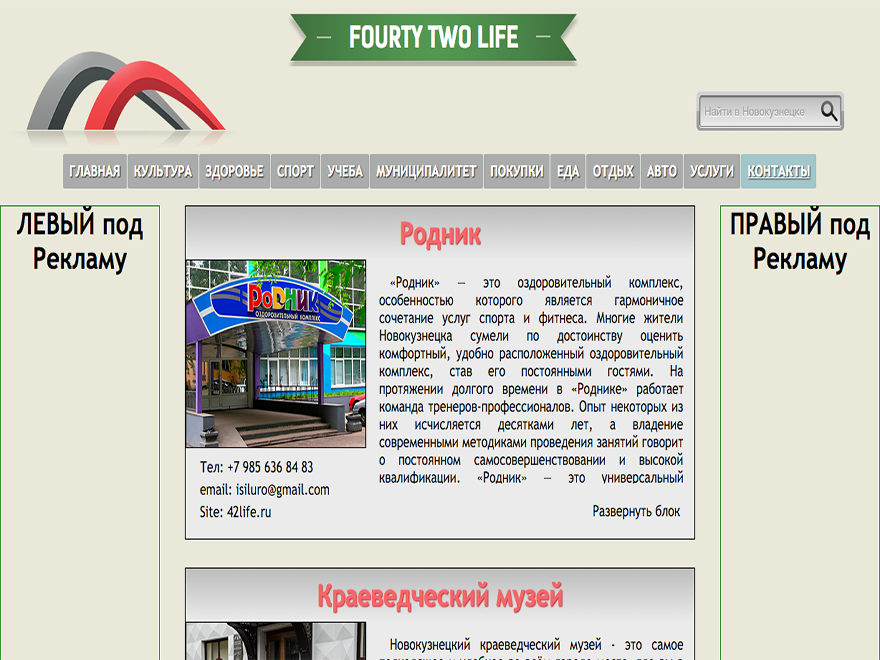 FOURTY TWO LIFE
Найти в Новокузнецке
ГЛАВНАЯ КУЛЬТУРА ЗДОРОВЬЕ СПОРТ УЧЕБА МУНИЦИПАЛИТЕТ ПОКУПКИ ЕДА ОТДЫХ АВТО УСЛУГИ КОНТАКТЫ
ЛЕВЫЙ под
Рекламу
Родник
РОДНИК
ОЗДОРОВИТЕЛЬНЫЙ КОМПЛЕКС
Тел: +7 985 636 84 83
email: isiluro@gmail.com
Site: 42life.ru
«Родник» – это оздоровительный комплекс,
особенностью которого является гармоничное
сочетание услуг спорта и фитнеса. Многие жители
Новокузнецка сумели по достоинству оценить
комфортный, удобно расположенный оздоровительный
комплекс, став его постоянными гостями. На
протяжении долгого времени в «Роднике» работает
команда тренеров-профессионалов. Опыт некоторых из
них исчисляется десятками лет, а владение
современными методиками проведения занятий говорит
о постоянном самосовершенствовании и высокой
квалификации. «Родник» – это универсальный
Развернуть блок
ПРАВЫЙ под
Рекламу
Краеведческий музей
Новокузнецкий краеведческий музей - это самое